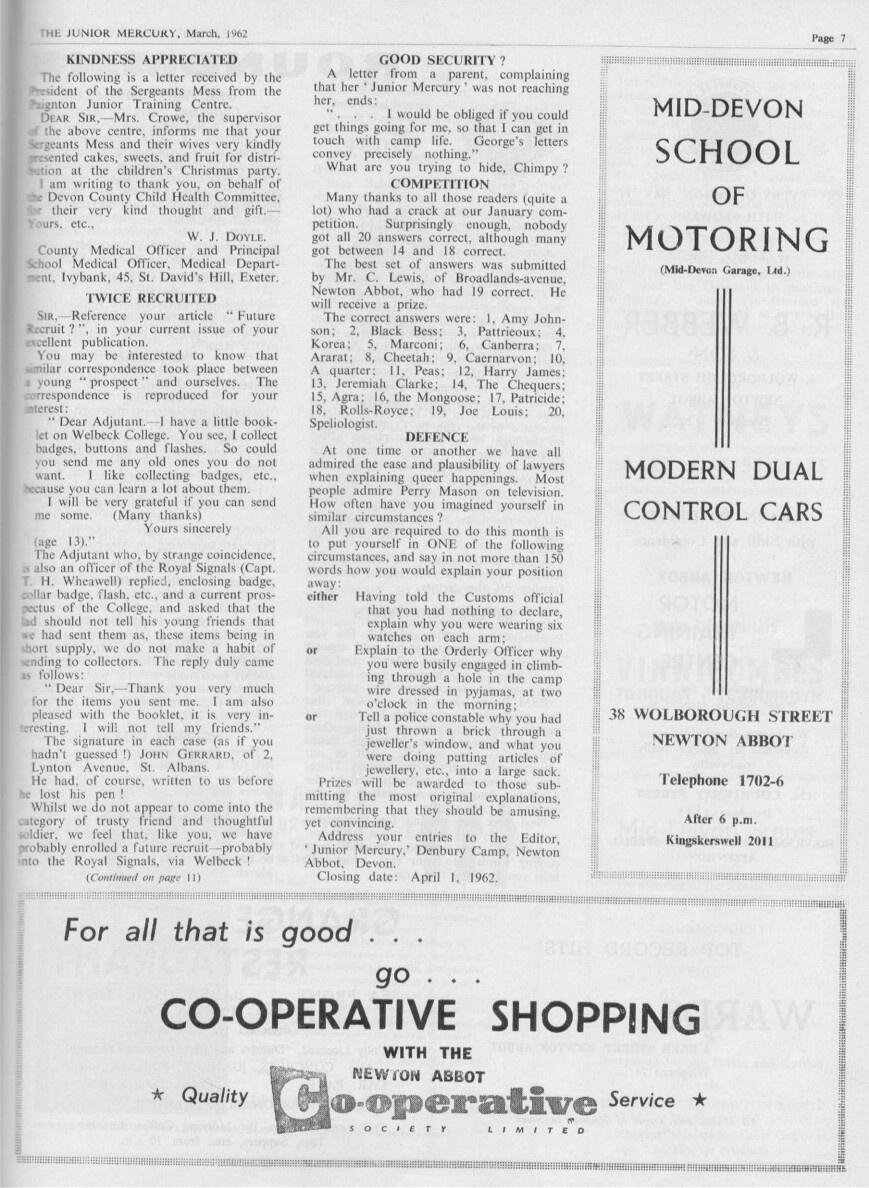 THE JUNIOR MERCURY, March, 1962
Page 7
KINDNESS APPRECIATED
The following is a letter received by the
President of the Sergeants Mess from the
Paignton Junior Training Centre.
DEAR SIR,—Mrs. Crowe, the supervisor
of the above centre, informs me that your
Sergeants Mess and their wives very kindly
presented cakes, sweets, and fruit for distri-
bution at the children's Christmas party.
I am writing to thank you, on behalf of
the Devon County Child Health Committee,
for their very kind thought and gift.—
Yours, etc.,
W. J. DOYLE.
County Medical Officer and Principal
School Medical Officer, Medical Depart-
ment, Ivybank, 45, St. David's Hill, Exeter.
TWICE RECRUITED
SIR,—Reference your article "Future
Recruit?", in your current issue of your
excellent publication.
You may be interested to know that
similar correspondence took place between
a young "prospect" and ourselves. The
correspondence is reproduced for your
interest:
"Dear Adjutant.—I have a little book-
let on Welbeck College. You see, I collect
badges, buttons and flashes. So could
you send me any old ones you do not
want. I like collecting badges, etc.,
because you can learn a lot about them.
I will be very grateful if you can send
me some. (Many thanks)
Yours sincerely
(age 13)."
The Adjutant who, by strange coincidence,
is also an officer of the Royal Signals (Capt.
T. H. Wheawell) replied, enclosing badge,
collar badge, flash, etc., and a current pros-
pectus of the College, and asked that the
lad should not tell his young friends that
we had sent them as, these items being in
short supply, we do not make a habit of
sending to collectors. The reply duly came
as follows:
"Dear Sir,—Thank you very much
for the items you sent me. I am also
pleased with the booklet, it is very in-
teresting. I will not tell my friends."
The signature in each case (as if you
hadn't guessed!) JOHN GERRARD, of 2,
Lynton Avenue, St. Albans.
He had, of course, written to us before
he lost his pen!
Whilst we do not appear to come into the
category of trusty friend and thoughtful
soldier, we feel that, like you, we have
probably enrolled a future recruit—probably
into the Royal Signals, via Welbeck!
(Continued on page 11)
GOOD SECURITY?
A letter from a parent, complaining
that her 'Junior Mercury' was not reaching
her, ends:
". . . I would be obliged if you could
get things going for me, so that I can get in
touch with camp life. George's letters
convey precisely nothing."
What are you trying to hide, Chimpy?
COMPETITION
Many thanks to all those readers (quite a
lot) who had a crack at our January com-
petition. Surprisingly enough, nobody
got all 20 answers correct, although many
got between 14 and 18 correct.
The best set of answers was submitted
by Mr. C. Lewis, of Broadlands-avenue,
Newton Abbot, who had 19 correct. He
will receive a prize.
The correct answers were: 1, Amy John-
son; 2, Black Bess; 3, Pattrieoux; 4,
Korea; 5, Marconi; 6, Canberra; 7,
Ararat; 8, Cheetah; 9, Caernarvon; 10,
A quarter; 11, Peas; 12, Harry James;
13, Jeremiah Clarke; 14, The Chequers;
15, Agra; 16, the Mongoose; 17, Patricide;
18, Rolls-Royce; 19, Joe Louis; 20,
Speliologist.
DEFENCE
At one time or another we have all
admired the ease and plausibility of lawyers
when explaining queer happenings. Most
people admire Perry Mason on television.
How often have you imagined yourself in
similar circumstances?
All you are required to do this month is
to put yourself in ONE of the following
circumstances, and say in not more than 150
words how you would explain your position
away:
either Having told the Customs official
that you had nothing to declare,
explain why you were wearing six
watches on each arm;
or Explain to the Orderly Officer why
you were busily engaged in climb-
ing through a hole in the camp
wire dressed in pyjamas, at two
o'clock in the morning;
or Tell a police constable why you had
just thrown a brick through a
jeweller's window, and what you
were doing putting articles of
jewellery, etc., into a large sack.
Prizes will be awarded to those sub-
mitting the most original explanations,
remembering that they should be amusing,
yet convincing.
Address your entries to the Editor,
'Junior Mercury,' Denbury Camp, Newton
Abbot, Devon.
Closing date: April 1, 1962.
MID-DEVON
SCHOOL
OF
MOTORING
(Mid-Devon Garage, Ltd.)
MODERN DUAL
CONTROL CARS
38 WOLBOROUGH STREET
NEWTON ABBOT
Telephone 1702-6
After 6 p.m.
Kingskerswell 2011
For all that is good . . .
go . . .
CO-OPERATIVE SHOPPING
WITH THE
NEWTON ABBOT
★ Quality Co-operative Service ★
SOCIETY LIMITED